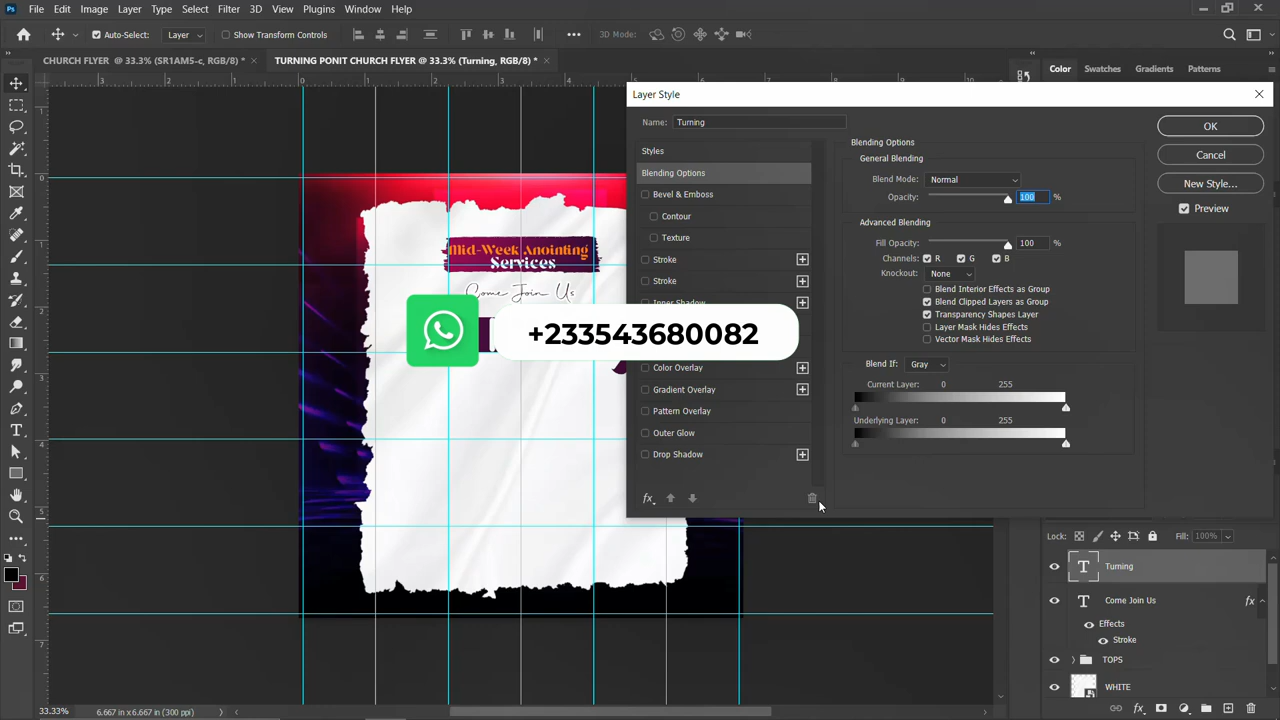 Ps File Edit Image Layer Type Select Filter 3D View Plugins Window Help
Auto-Select: Layer Show Transform Controls 3D Mode:
CHURCH FLYER @ 33.3% (SR1AM5-c, RGB/8) * TURNING PONIT CHURCH FLYER @ 33.3% (Turning, RGB/8) *
Color Swatches Gradients Patterns
Layer Style
Name: Turning
Styles
Blending Options
Bevel & Emboss
Contour
Texture
Stroke
Stroke
Inner Shadow
Color Overlay
Gradient Overlay
Pattern Overlay
Outer Glow
Drop Shadow
fx
Blending Options
General Blending
Blend Mode: Normal
Opacity: 100 %
Advanced Blending
Fill Opacity: 100 %
Channels: R G B
Knockout: None
Blend Interior Effects as Group
Blend Clipped Layers as Group
Transparency Shapes Layer
Layer Mask Hides Effects
Vector Mask Hides Effects
Blend If: Gray
Current Layer: 0 255
Underlying Layer: 0 255
OK
Cancel
New Style...
Preview
Mid-Week Anointing
Services
Come Join Us
+233543680082
Lock: Fill: 100%
Turning
Come Join Us fx
Effects
Stroke
TOPS
WHITE
33.33% 6.667 in x 6.667 in (300 ppi)